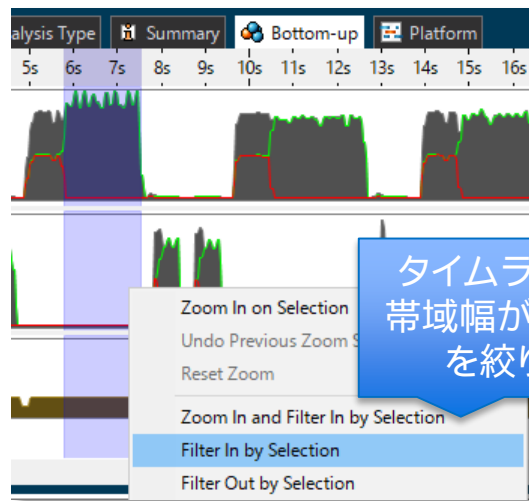 alysis Type Summary Bottom-up Platform
5s 6s 7s 8s 9s 10s 11s 12s 13s 14s 15s 16s
タイムラ
帯域幅が
を絞り
Zoom In on Selection
Undo Previous Zoom S
Reset Zoom
Zoom In and Filter In by Selection
Filter In by Selection
Filter Out by Selection